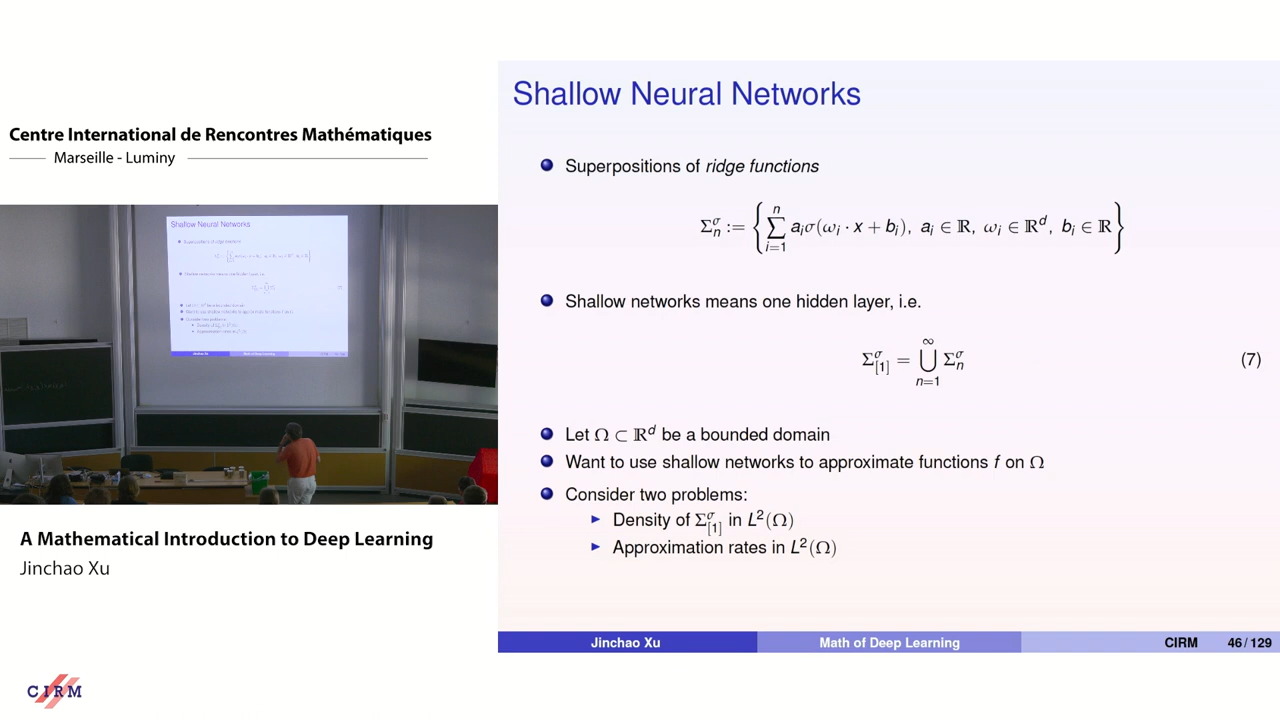 Centre International de Rencontres Mathématiques
Marseille - Luminy
Shallow Neural Networks
A Mathematical Introduction to Deep Learning
Jinchao Xu
CIRM
Shallow Neural Networks
Superpositions of ridge functions
Σ_n^σ := { ∑_{i=1}^{n} a_i σ(ω_i · x + b_i), a_i ∈ ℝ, ω_i ∈ ℝ^d, b_i ∈ ℝ }
Shallow networks means one hidden layer, i.e.
Σ_{[1]}^σ = ⋃_{n=1}^{∞} Σ_n^σ (7)
Let Ω ⊂ ℝ^d be a bounded domain
Want to use shallow networks to approximate functions f on Ω
Consider two problems:
Density of Σ_{[1]}^σ in L²(Ω)
Approximation rates in L²(Ω)
Jinchao Xu Math of Deep Learning CIRM 46/129